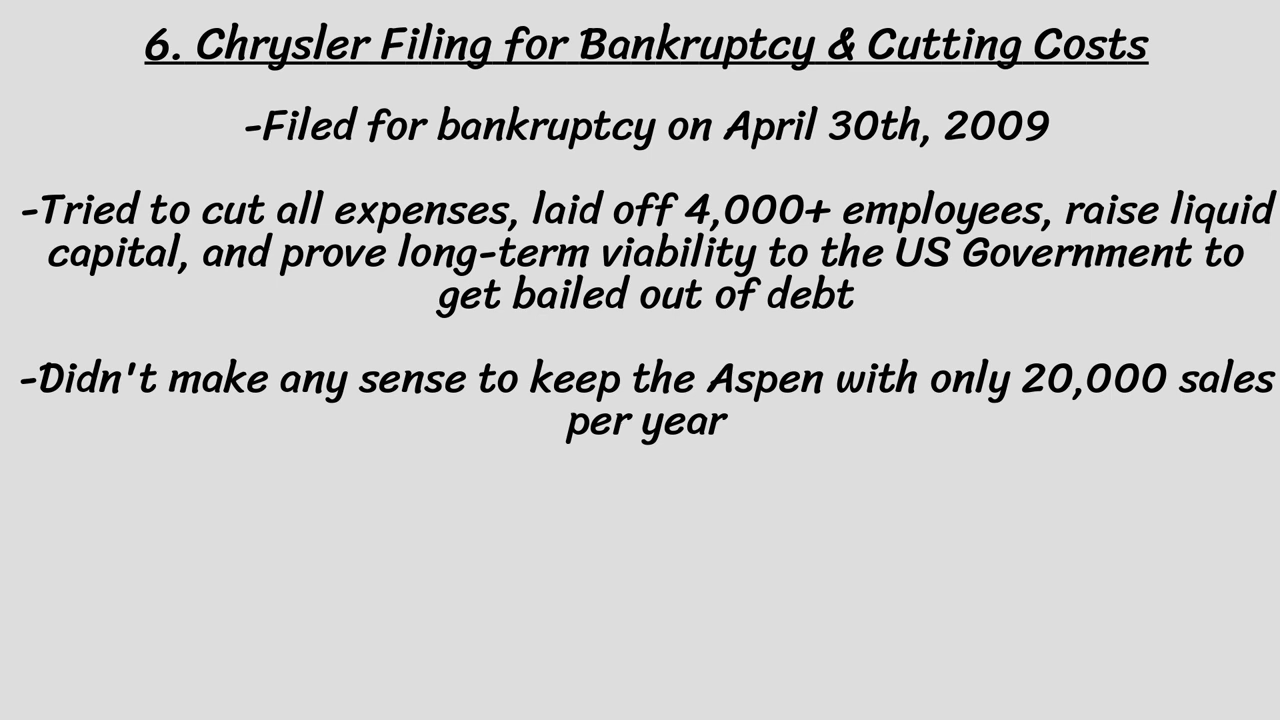 6. Chrysler Filing for Bankruptcy & Cutting Costs
-Filed for bankruptcy on April 30th, 2009
-Tried to cut all expenses, laid off 4,000+ employees, raise liquid
capital, and prove long-term viability to the US Government to
get bailed out of debt
-Didn't make any sense to keep the Aspen with only 20,000 sales
per year